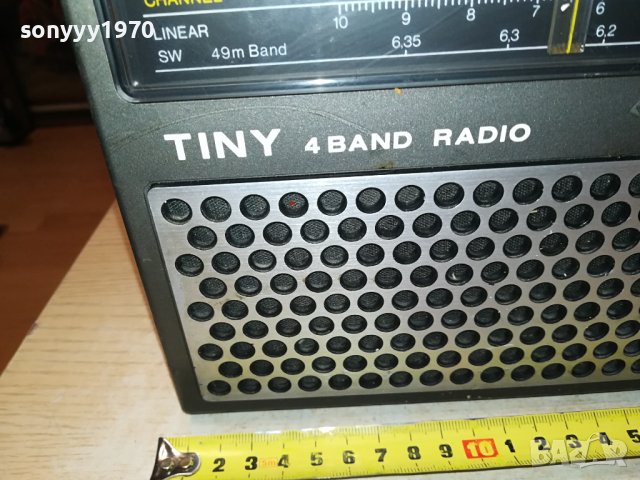 sonyyy1970
CHANNEL
LINEAR 10 9 8 7 6
SW 49m Band 6,35 6,3 6,2
TINY 4 BAND RADIO
2 3 4 5 6 7 8 9 10 1 2 3 4 5
BAZAR